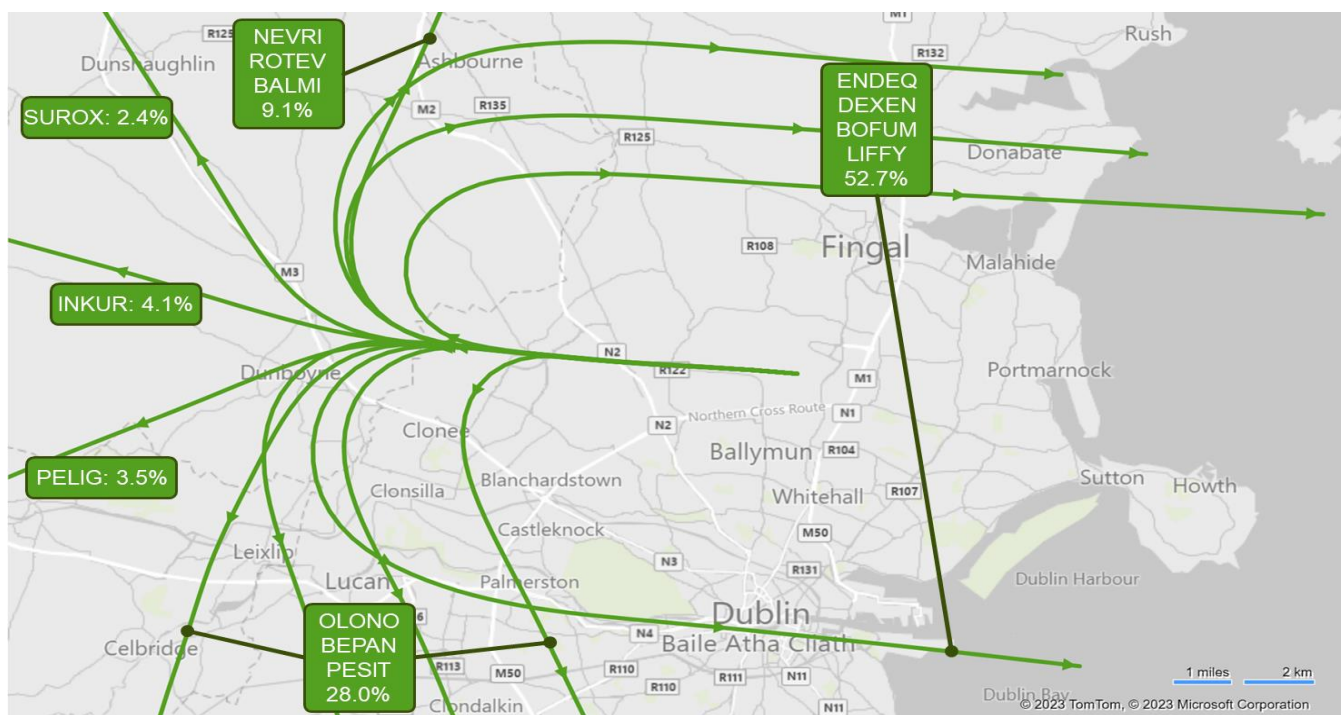 M1
Rush
R125
NEVRI
ROTEV
BALMI
9.1%
Dunshaughlin
Ashbourne
R132
ENDEQ
DEXEN
BOFUM
LIFFY
52.7%
SUROX: 2.4%
M2
R135
R125
Donabate
R108
Fingal
M3
Malahide
INKUR: 4.1%
N2
Dunboyne
R122
M1
Portmarnock
Northern Cross Route
N1
N2
Clonee
Ballymun
R104
PELIG: 3.5%
Clonsilla
Blanchardstown
Whitehall
R107
Sutton
Howth
Castleknock
M50
Leixlip
N3
R131
Lucan
Palmerston
Dublin Harbour
OLONO
BEPAN
PESIT
28.0%
Dublin
Baile Atha Cliath
N4
Celbridge
R113
M50
R110
R111
N11
R110
Clondalkin
N11
Dublin Bay
1 miles
2 km
© 2023 TomTom, © 2023 Microsoft Corporation